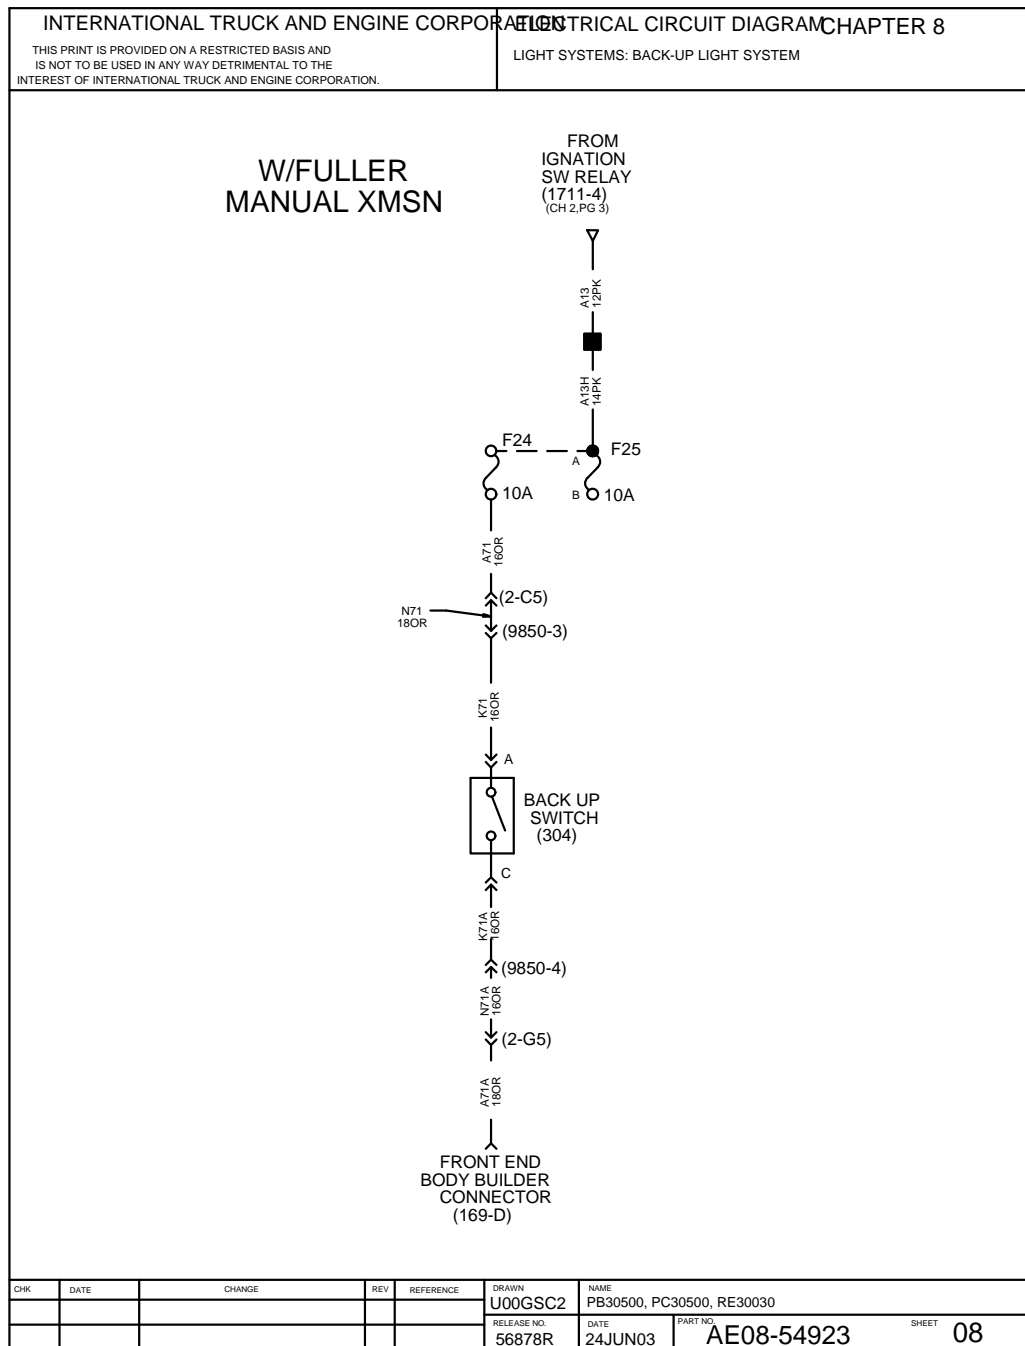 INTERNATIONAL TRUCK AND ENGINE CORPORATION
THIS PRINT IS PROVIDED ON A RESTRICTED BASIS AND
IS NOT TO BE USED IN ANY WAY DETRIMENTAL TO THE
INTEREST OF INTERNATIONAL TRUCK AND ENGINE CORPORATION.
ELECTRICAL CIRCUIT DIAGRAM
CHAPTER 8
LIGHT SYSTEMS: BACK-UP LIGHT SYSTEM
W/FULLER
MANUAL XMSN
FROM
IGNATION
SW RELAY
(1711-4)
(CH 2,PG 3)
A13
12PK
A13H
14PK
F24
A
F25
10A
B
10A
A71
16OR
(2-C5)
N71
18OR
(9850-3)
K71
16OR
A
BACK UP
SWITCH
(304)
C
K71A
16OR
(9850-4)
N71A
16OR
(2-G5)
A71A
18OR
FRONT END
BODY BUILDER
CONNECTOR
(169-D)
CHK
DATE
CHANGE
REV
REFERENCE
DRAWN
U00GSC2
NAME
PB30500, PC30500, RE30030
RELEASE NO.
56878R
DATE
24JUN03
PART NO.
AE08-54923
SHEET
08